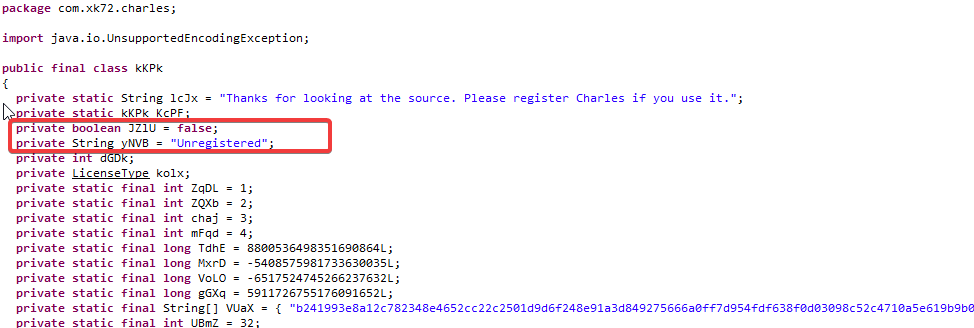 package com.xk72.charles;
import java.io.UnsupportedEncodingException;
public final class kKPk
{
private static String lcJx = "Thanks for looking at the source. Please register Charles if you use it.";
private static kKPk KcPF;
private boolean JZlU = false;
private String yNVB = "Unregistered";
private int dGDk;
private LicenseType kolx;
private static final int ZqDL = 1;
private static final int ZQXb = 2;
private static final int chaj = 3;
private static final int mFqd = 4;
private static final long TdhE = 8800536498351690864L;
private static final long MxrD = -5408575981733630035L;
private static final long VoLO = -6517524745266237632L;
private static final long gGXq = 5911726755176091652L;
private static final String[] VUaX = { "b241993e8a12c782348e4652cc22c2501d9d6f248e91a3d849275666a0ff7d954fdf638f0d03098c52c4710a5e619b9b0
private static final int UBmZ = 32;